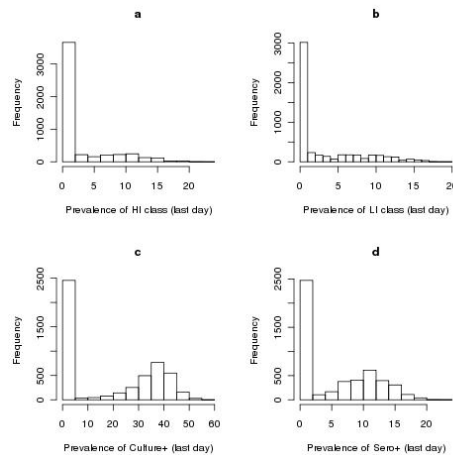 a
Frequency
0 1000 2000 3000
0 5 10 15 20
Prevalence of HI class (last day)
b
Frequency
0 1000 2000 3000
0 5 10 15 20
Prevalence of LI class (last day)
c
Frequency
0 500 1500 2500
0 10 20 30 40 50 60
Prevalence of Culture+ (last day)
d
Frequency
0 500 1500 2500
0 5 10 15 20
Prevalence of Sero+ (last day)